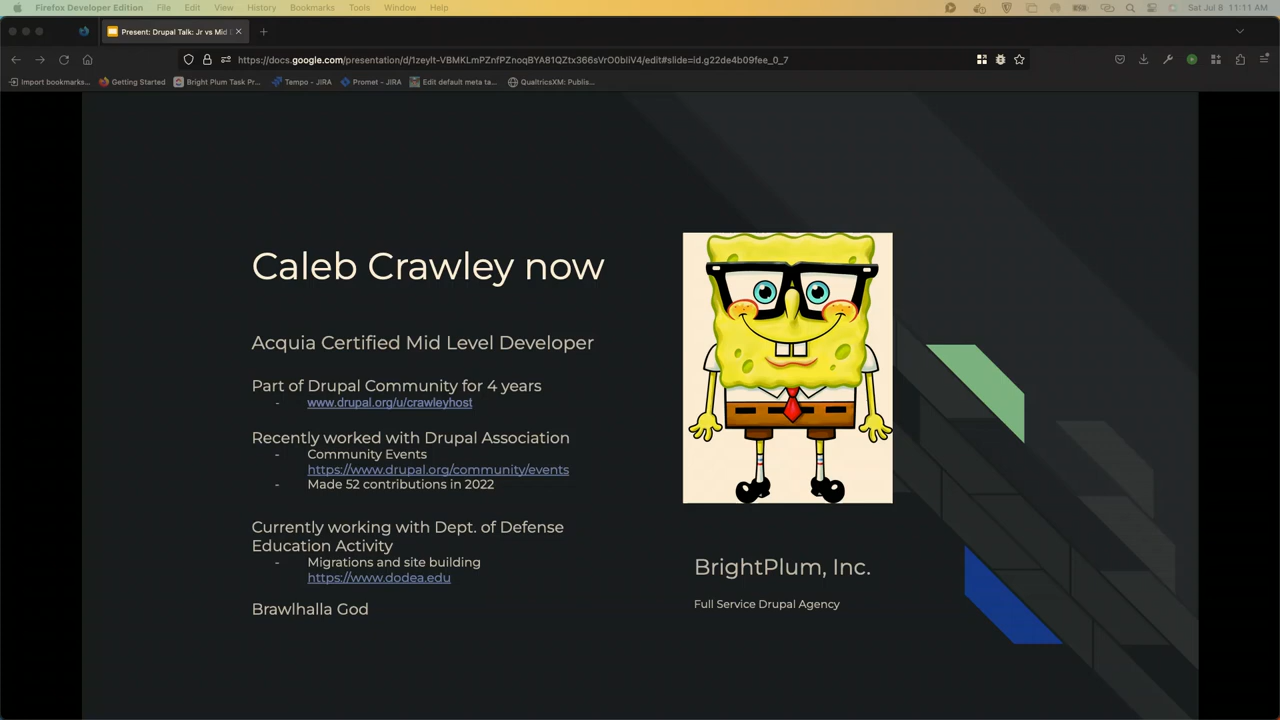 Firefox Developer Edition File Edit View History Bookmarks Tools Window Help Sat Jul 8 11:11 AM
Present: Drupal Talk: Jr vs Mid
https://docs.google.com/presentation/d/1zeylt-VBMKLmPZnfPZnoqBYA81QZtx366sVrO0bliV4/edit#slide=id.g22de4b09fee_0_7
Import bookmarks... Getting Started Bright Plum Task Pr... Tempo - JIRA Promet - JIRA Edit default meta ta... QualtricsXM: Publis...
Caleb Crawley now
Acquia Certified Mid Level Developer
Part of Drupal Community for 4 years
- www.drupal.org/u/crawleyhost
Recently worked with Drupal Association
- Community Events
https://www.drupal.org/community/events
- Made 52 contributions in 2022
Currently working with Dept. of Defense
Education Activity
- Migrations and site building
https://www.dodea.edu
Brawlhalla God
BrightPlum, Inc.
Full Service Drupal Agency